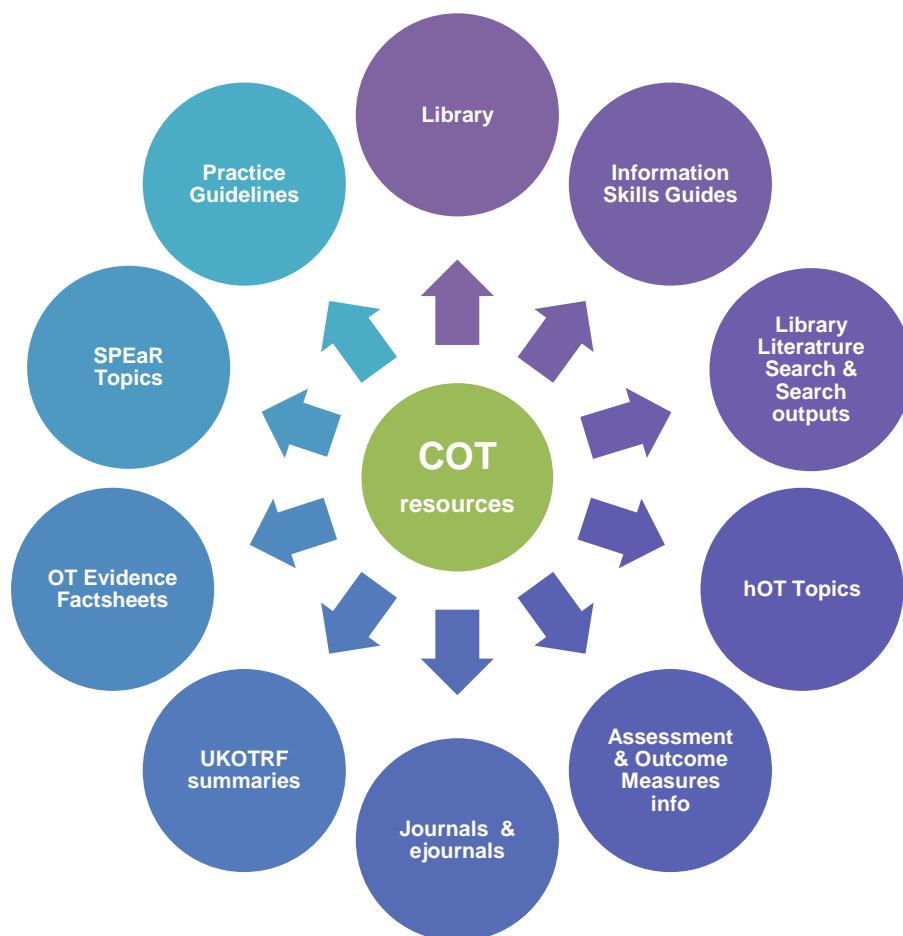 Library
Information
Skills Guides
Library
Literatrure
Search &
Search
outputs
hOT Topics
Assessment
& Outcome
Measures
info
Journals & 
ejournals
UKOTRF
summaries
OT Evidence
Factsheets
SPEaR
Topics
Practice
Guidelines
COT
resources